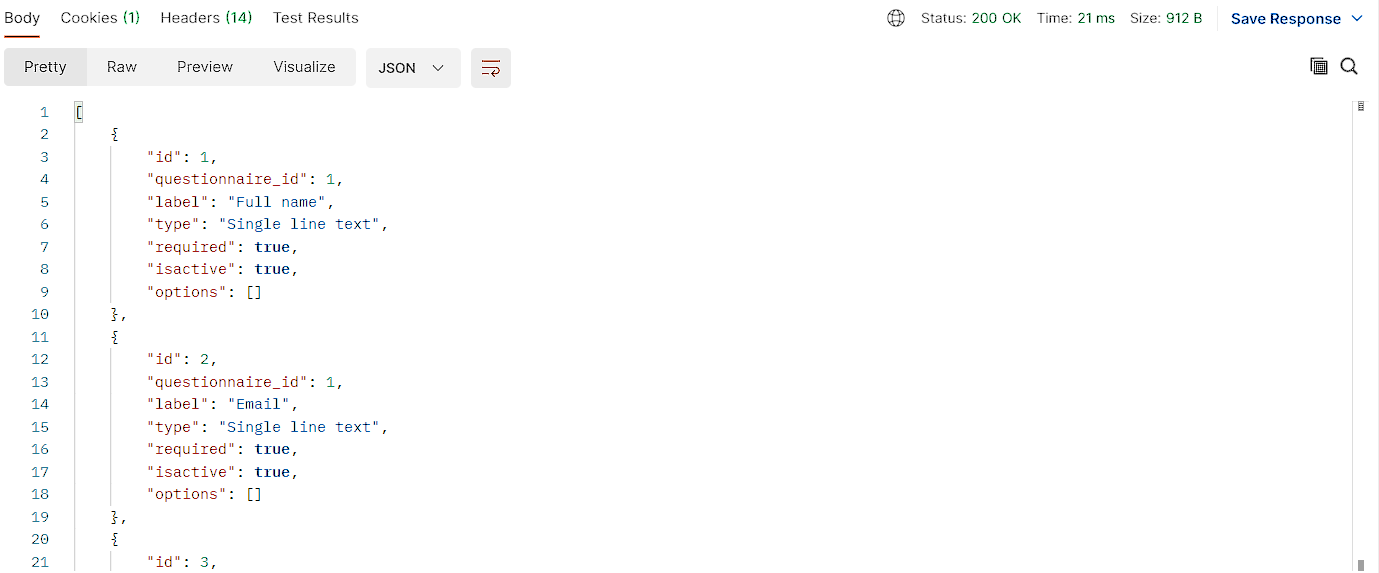 Body Cookies (1) Headers (14) Test Results Status: 200 OK Time: 21 ms Size: 912 B Save Response
Pretty Raw Preview Visualize JSON
1 [
2 {
3 "id": 1,
4 "questionnaire_id": 1,
5 "label": "Full name",
6 "type": "Single line text",
7 "required": true,
8 "isactive": true,
9 "options": []
10 },
11 {
12 "id": 2,
13 "questionnaire_id": 1,
14 "label": "Email",
15 "type": "Single line text",
16 "required": true,
17 "isactive": true,
18 "options": []
19 },
20 {
21 "id": 3,